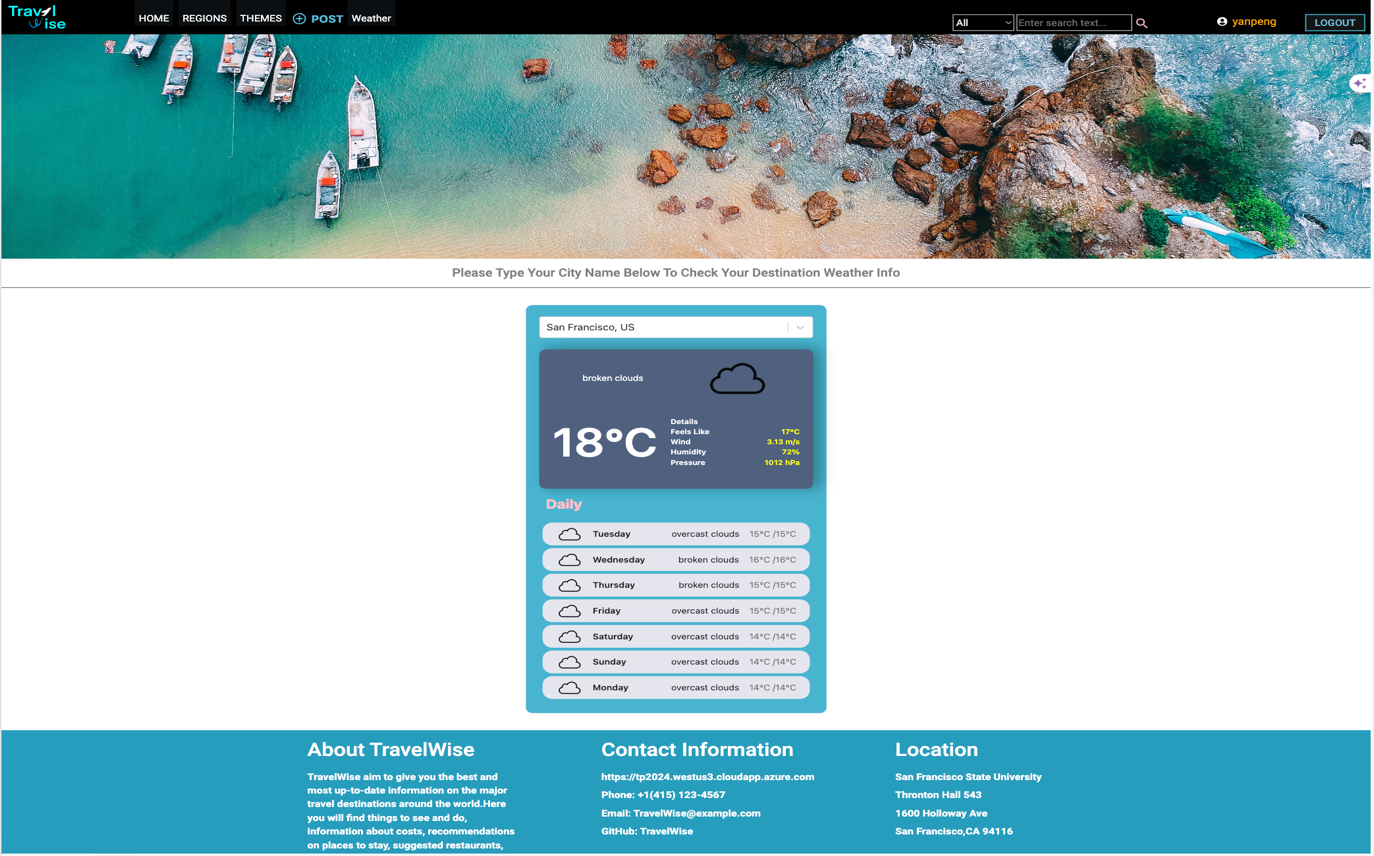 Travel
Wise
HOME REGIONS THEMES POST Weather
All Enter search text... yanpeng LOGOUT
Please Type Your City Name Below To Check Your Destination Weather Info
San Francisco, US
broken clouds
18°C
Details
Feels Like 17°C
Wind 3.13 m/s
Humidity 72%
Pressure 1012 hPa
Daily
Tuesday overcast clouds 15°C /15°C
Wednesday broken clouds 16°C /16°C
Thursday broken clouds 15°C /15°C
Friday overcast clouds 15°C /15°C
Saturday overcast clouds 14°C /14°C
Sunday overcast clouds 14°C /14°C
Monday overcast clouds 14°C /14°C
About TravelWise
TravelWise aim to give you the best and
most up-to-date information on the major
travel destinations around the world.Here
you will find things to see and do,
information about costs, recommendations
on places to stay, suggested restaurants,
Contact Information
https://tp2024.westus3.cloudapp.azure.com
Phone: +1(415) 123-4567
Email: TravelWise@example.com
GitHub: TravelWise
Location
San Francisco State University
Thronton Hall 543
1600 Holloway Ave
San Francisco,CA 94116